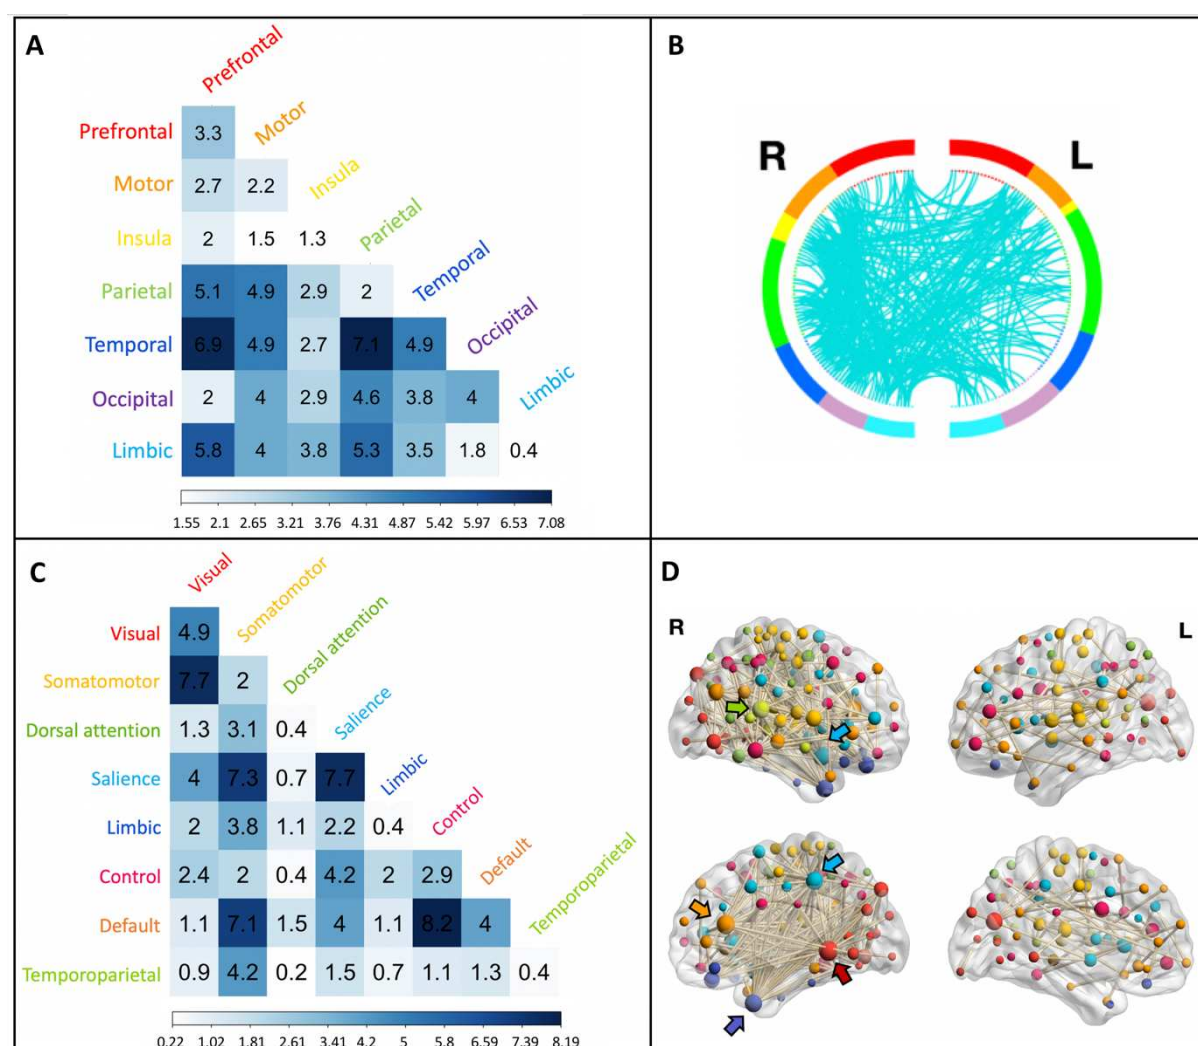 A
Prefrontal
Motor
Insula
Parietal
Temporal
Occipital
Limbic
Prefrontal 3.3
Motor 2.7 2.2
Insula 2 1.5 1.3
Parietal 5.1 4.9 2.9 2
Temporal 6.9 4.9 2.7 7.1 4.9
Occipital 2 4 2.9 4.6 3.8 4
Limbic 5.8 4 3.8 5.3 3.5 1.8 0.4
1.55 2.1 2.65 3.21 3.76 4.31 4.87 5.42 5.97 6.53 7.08
B
R L
C
Visual
Somatomotor
Dorsal attention
Salience
Limbic
Control
Default
Temporoparietal
Visual 4.9
Somatomotor 7.7 2
Dorsal attention 1.3 3.1 0.4
Salience 4 7.3 0.7 7.7
Limbic 2 3.8 1.1 2.2 0.4
Control 2.4 2 0.4 4.2 2 2.9
Default 1.1 7.1 1.5 4 1.1 8.2 4
Temporoparietal 0.9 4.2 0.2 1.5 0.7 1.1 1.3 0.4
0.22 1.02 1.81 2.61 3.41 4.2 5 5.8 6.59 7.39 8.19
D
R L